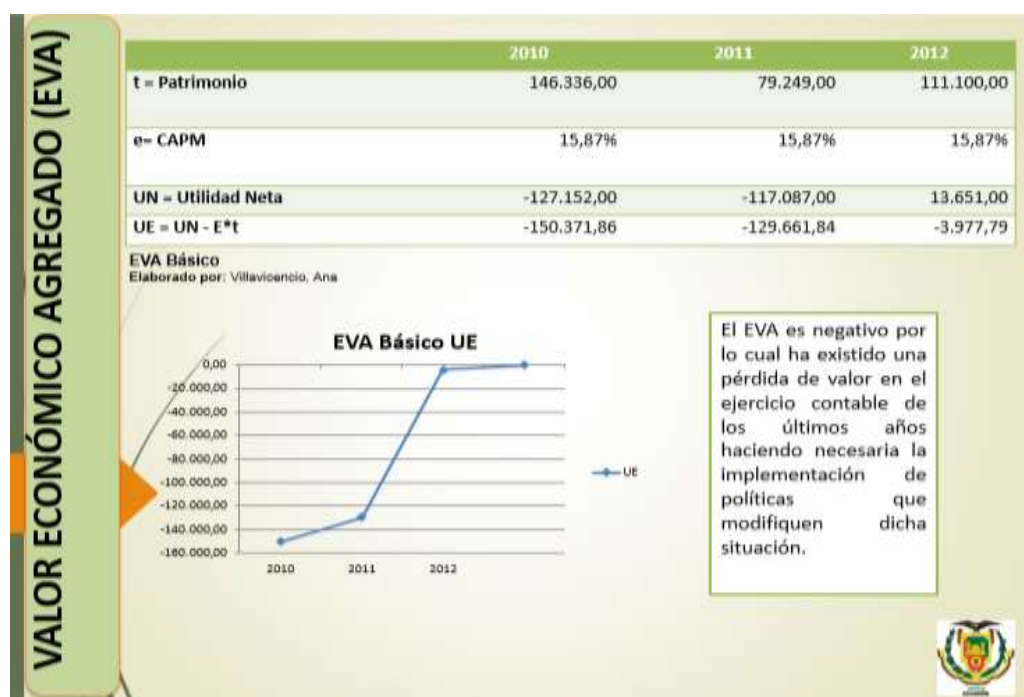 VALOR ECONÓMICO AGREGADO (EVA)
2010 2011 2012
t = Patrimonio 146.336,00 79.249,00 111.100,00
e= CAPM 15,87% 15,87% 15,87%
UN = Utilidad Neta -127.152,00 -117.087,00 13.651,00
UE = UN - E*t -150.371,86 -129.661,84 -3.977,79
EVA Básico
Elaborado por: Villavicencio, Ana
EVA Básico UE
0,00
-20.000,00
-40.000,00
-60.000,00
-80.000,00
-100.000,00
-120.000,00
-140.000,00
-160.000,00
2010 2011 2012
UE
El EVA es negativo por
lo cual ha existido una
pérdida de valor en el
ejercicio contable de
los últimos años
haciendo necesaria la
implementación de
políticas que
modifiquen dicha
situación.